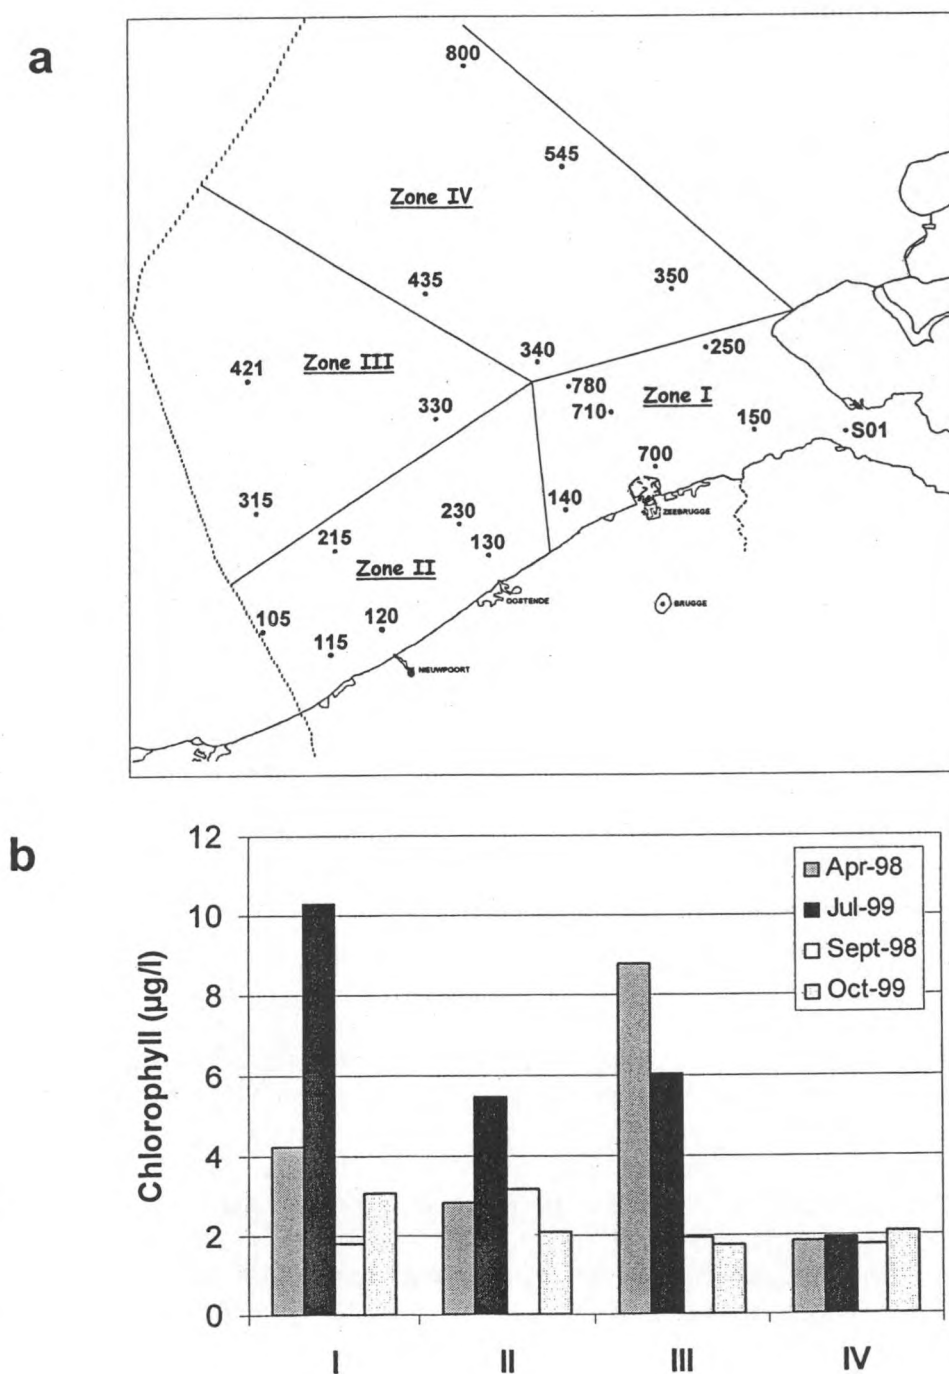 a
800
545
Zone IV
435
350
340
250
421
Zone III
780
330
710
Zone I
150
S01
700
315
140
230
ZEEBRUGGE
215
130
Zone II
OOSTENDE
BRUGGE
105
120
115
NIEUWPOORT
b
Chlorophyll (µg/l)
12
10
8
6
4
2
0
Apr-98
Jul-99
Sept-98
Oct-99
I
II
III
IV